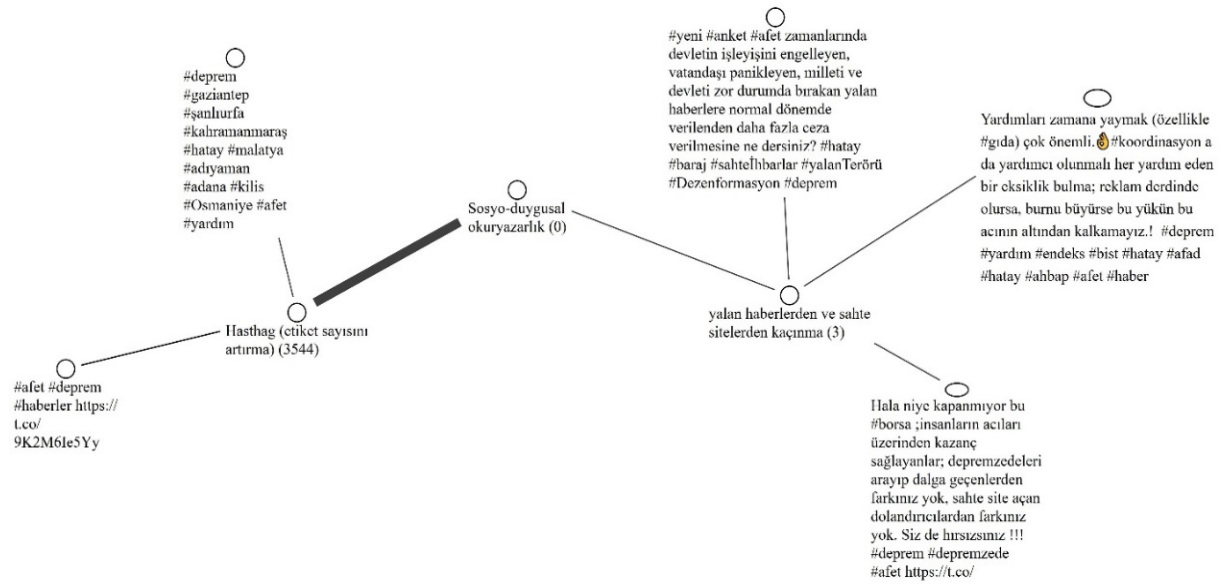 #deprem
#gaziantep
#şanlıurfa
#kahramanmaraş
#hatay #malatya
#adıyaman
#adana #kilis
#Osmaniye #afet
#yardım
Sosyo-duygusal
okuryazarlık (0)
#yeni #anket #afet zamanlarında
devletin işleyişini engelleyen,
vatandaşı panikleyen, milleti ve
devleti zor durumda bırakan yalan
haberlere normal dönemde
verilenden daha fazla ceza
verilmesine ne dersiniz? #hatay
#baraj #sahteİhbarlar #yalanTerörü
#Dezenformasyon #deprem
Yardımları zamana yaymak (özellikle
#gıda) çok önemli.👌#koordinasyon a
da yardımcı olunmalı her yardım eden
bir eksiklik bulma; reklam derdinde
olursa, burnu büyürse bu yükün bu
acının altından kalkamayız.! #deprem
#yardım #endeks #bist #hatay #afad
#hatay #ahbap #afet #haber
Hasthag (etiket sayısını
artırma) (3544)
yalan haberlerden ve sahte
sitelerden kaçınma (3)
#afet #deprem
#haberler https://
t.co/
9K2M6Ie5Yy
Hala niye kapanmıyor bu
#borsa ;insanların acıları
üzerinden kazanç
sağlayanlar; depremzedeleri
arayıp dalga geçenlerden
farkınız yok, sahte site açan
dolandırıcılardan farkınız
yok. Siz de hırsızsınız !!!
#deprem #depremzede
#afet https://t.co/